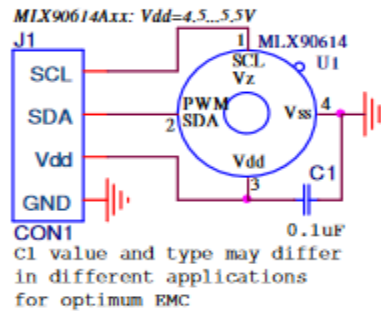 MLX90614Axx: Vdd=4.5...5.5V
J1
1 MLX90614
SCL
SCL
U1
Vz
SDA
PWM
Vss
4
2
SDA
Vdd
Vdd
3
C1
GND
CON1
0.1uF
C1 value and type may differ
in different applications
for optimum EMC